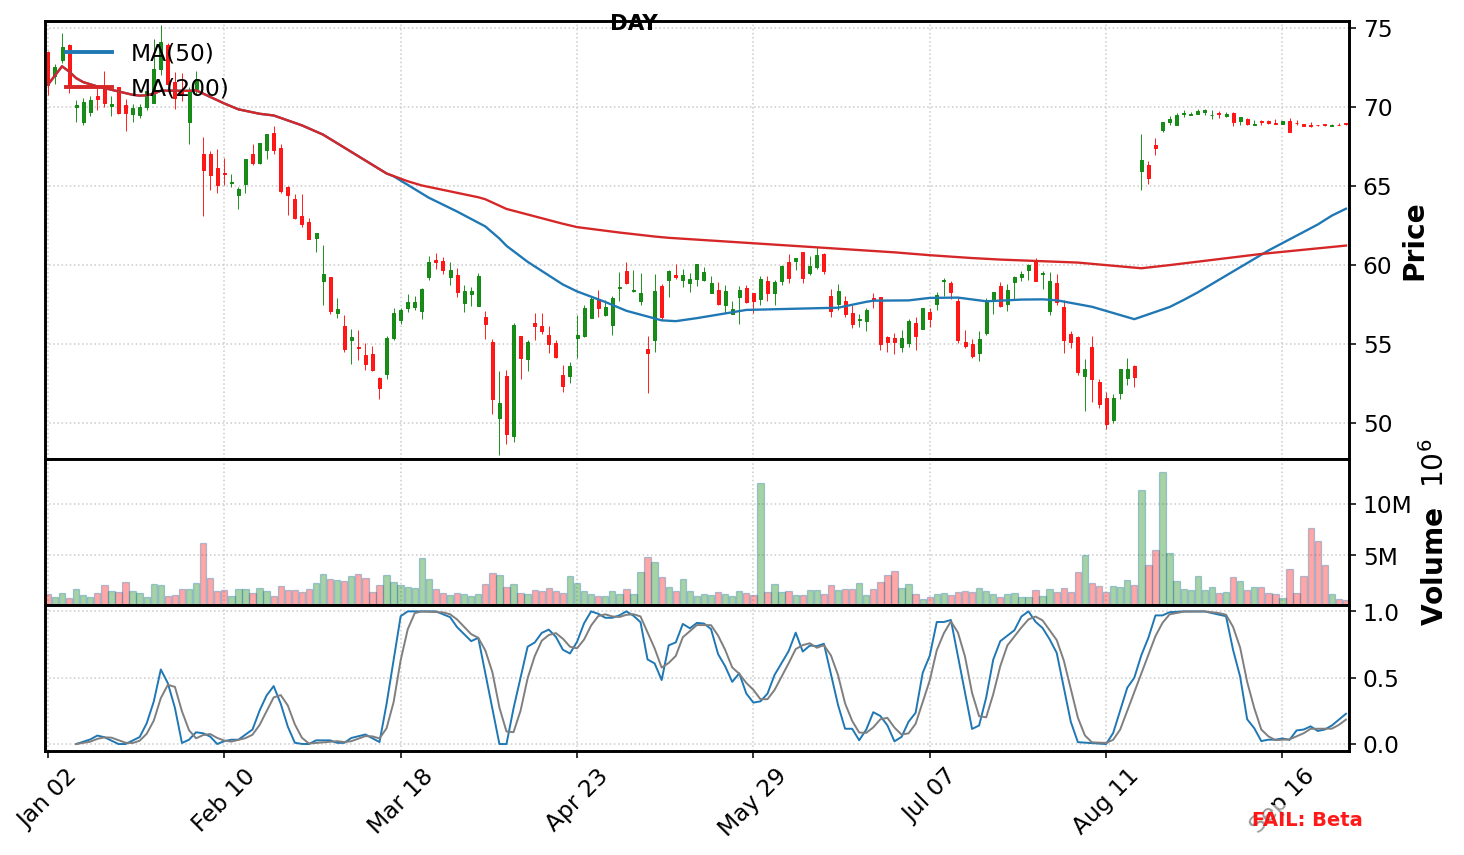 DAY
MA(50)
MA(200)
75
70
65
60
55
50
Price
10M
5M
Volume 10^6
1.0
0.5
0.0
Jan 02
Feb 10
Mar 18
Apr 23
May 29
Jul 07
Aug 11
Sep 16
FAIL: Beta